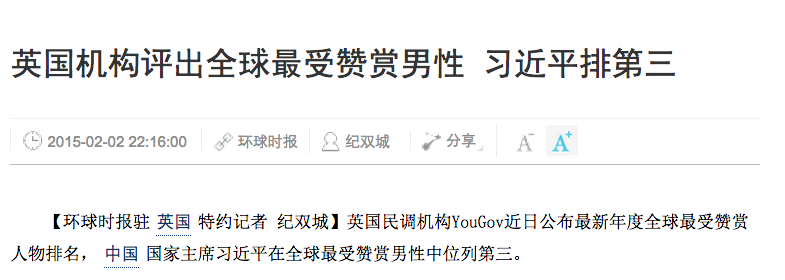 英国机构评出全球最受赞赏男性 习近平排第三
2015-02-02 22:16:00 环球时报 纪双城 分享 A- A+
【环球时报驻 英国 特约记者 纪双城】英国民调机构YouGov近日公布最新年度全球最受赞赏
人物排名， 中国 国家主席习近平在全球最受赞赏男性中位列第三。